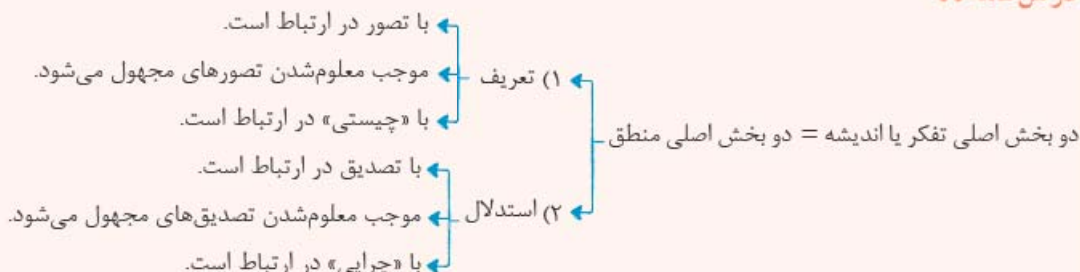 دو بخش اصلی تفکر یا اندیشه = دو بخش اصلی منطق
۱) تعریف
با تصور در ارتباط است.
موجب معلوم‌شدن تصورهای مجهول می‌شود.
با «چیستی» در ارتباط است.
۲) استدلال
با تصدیق در ارتباط است.
موجب معلوم‌شدن تصدیق‌های مجهول می‌شود.
با «چرایی» در ارتباط است.